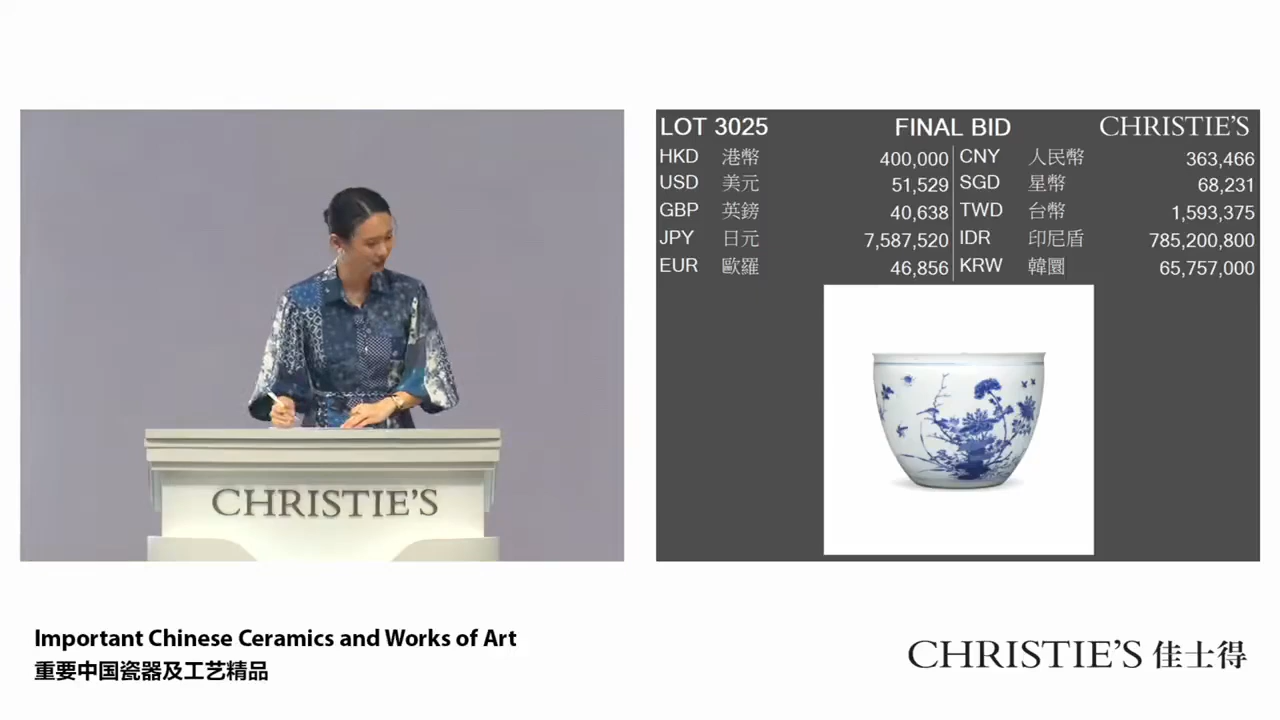 LOT 3025 FINAL BID CHRISTIE'S
HKD 港幣 400,000 CNY 人民幣 363,466
USD 美元 51,529 SGD 星幣 68,231
GBP 英鎊 40,638 TWD 台幣 1,593,375
JPY 日元 7,587,520 IDR 印尼盾 785,200,800
EUR 歐羅 46,856 KRW 韓圜 65,757,000
CHRISTIE'S
Important Chinese Ceramics and Works of Art
重要中国瓷器及工艺精品
CHRISTIE'S 佳士得